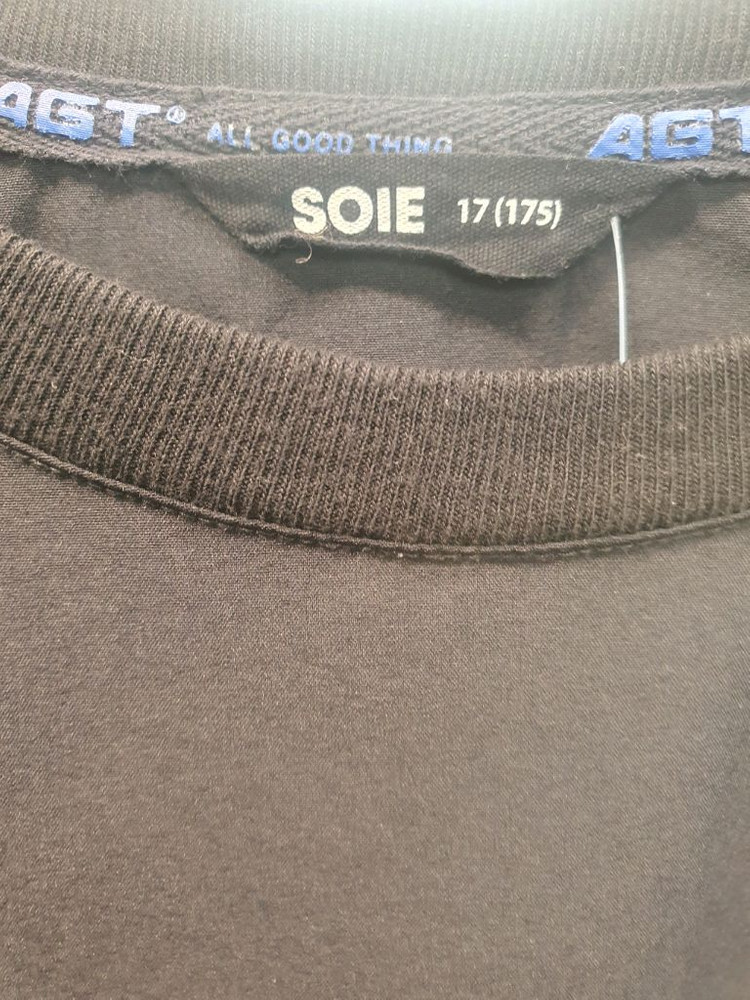 AGT® ALL GOOD THING AGT
SOIE 17 (175)